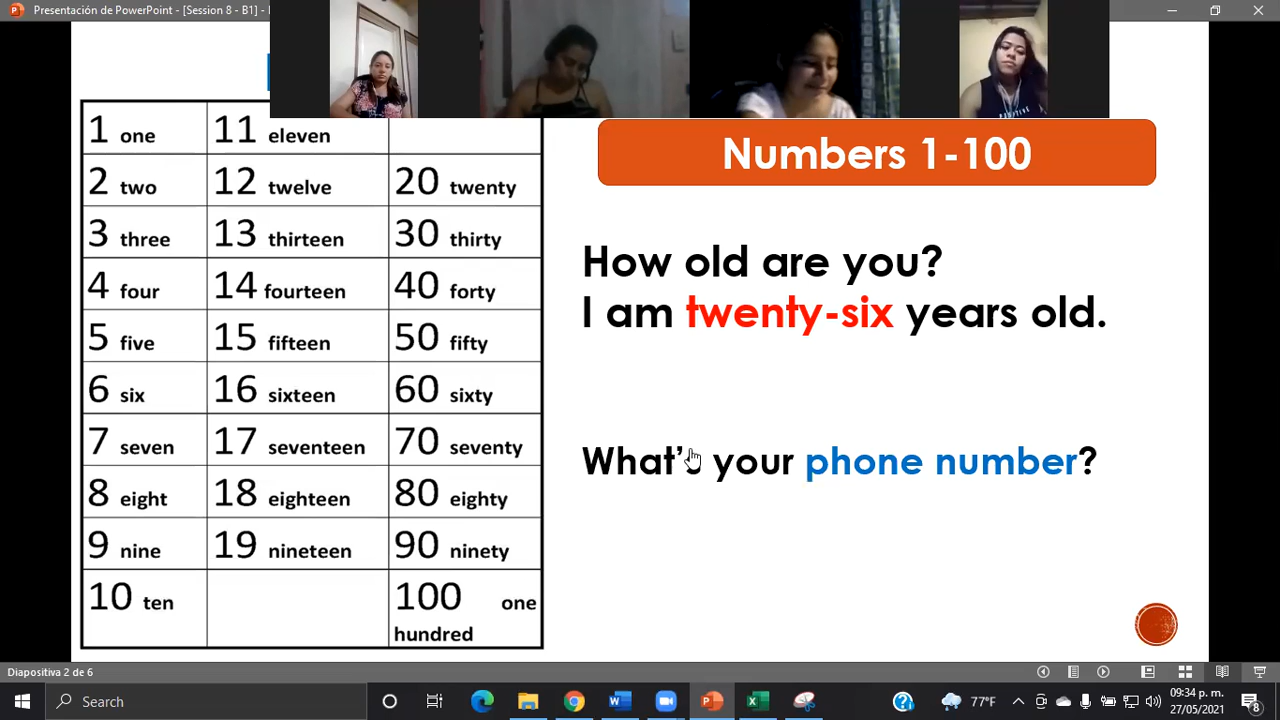 Presentación de PowerPoint - [Session 8 - B1] -
1 one 11 eleven
2 two 12 twelve 20 twenty
3 three 13 thirteen 30 thirty
4 four 14 fourteen 40 forty
5 five 15 fifteen 50 fifty
6 six 16 sixteen 60 sixty
7 seven 17 seventeen 70 seventy
8 eight 18 eighteen 80 eighty
9 nine 19 nineteen 90 ninety
10 ten 100 one
hundred
Numbers 1-100
How old are you?
I am twenty-six years old.
What's your phone number?
Diapositiva 2 de 6
Search
77°F
09:34 p. m.
27/05/2021
8